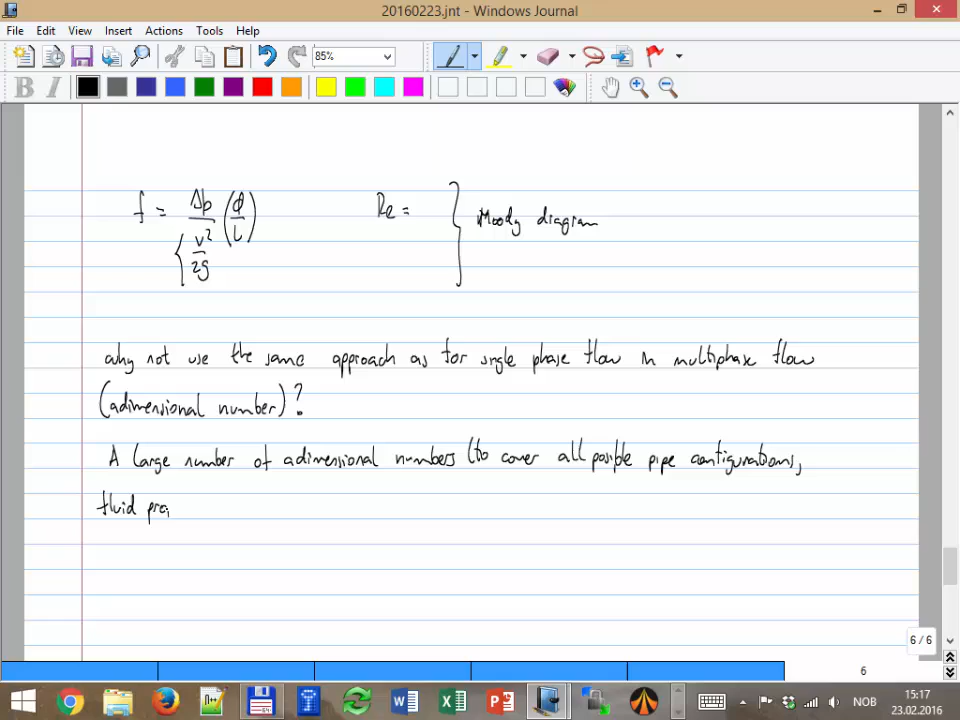 20160223.jnt - Windows Journal
File Edit View Insert Actions Tools Help
85%
f = Δp / {v²/2g (ϕ/L) Re = } Moody diagram
why not use the same approach as for single phase flow in multiphase flow
(adimensional number)?
A large number of adimensional numbers (to cover all posible pipe configurations,
fluid pro
6 / 6
6
NOB
15:17
23.02.2016